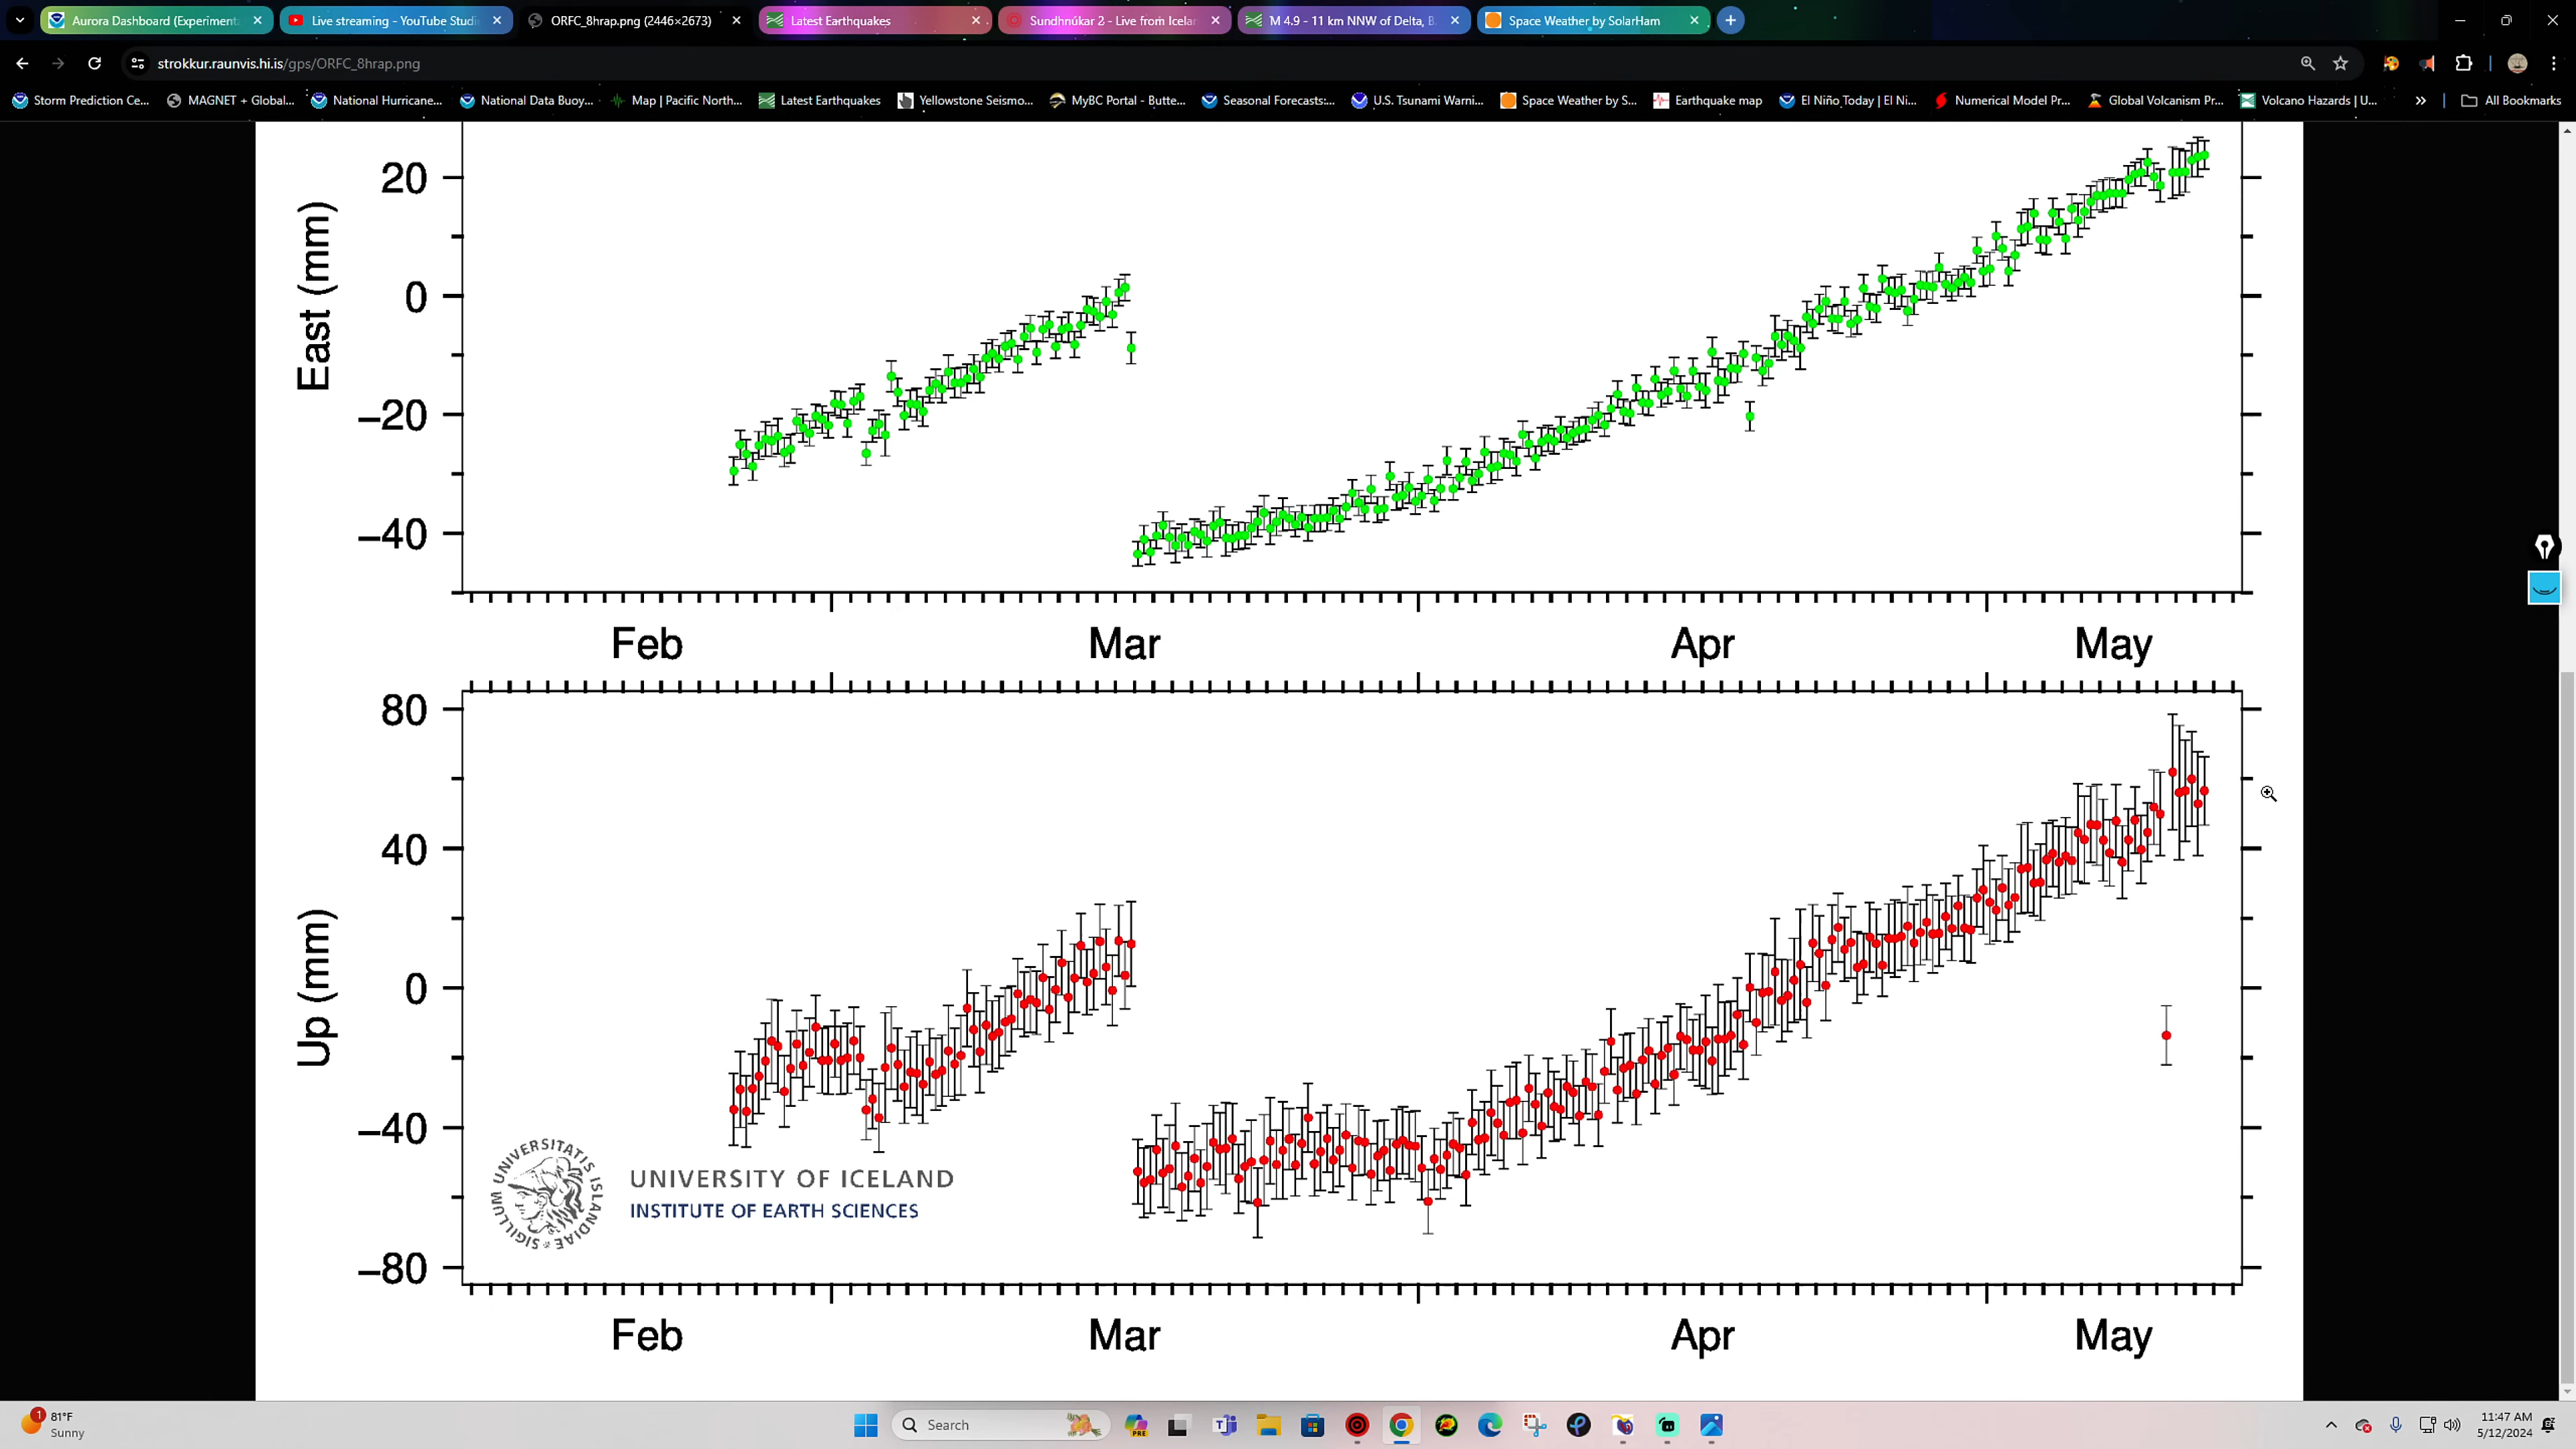 Aurora Dashboard (Experiment
Live streaming - YouTube Studi
ORFC_8hrap.png (2446×2673)
Latest Earthquakes
Sundhnúkar 2 - Live from Icelar
M 4.9 - 11 km NNW of Delta, B
Space Weather by SolarHam
strokkur.raunvis.hi.is/gps/ORFC_8hrap.png
Storm Prediction Ce...
MAGNET + Global...
National Hurricane...
National Data Buoy...
Map | Pacific North...
Latest Earthquakes
Yellowstone Seismo...
MyBC Portal - Butte...
Seasonal Forecasts:...
U.S. Tsunami Warni...
Space Weather by S...
Earthquake map
El Niño Today | El Ni...
Numerical Model Pr...
Global Volcanism Pr...
Volcano Hazards | U...
All Bookmarks
East (mm)
20
0
−20
−40
Feb Mar Apr May
Up (mm)
80
40
0
−40
−80
SIGILLUM UNIVERSITATIS ISLANDIAE
UNIVERSITY OF ICELAND
INSTITUTE OF EARTH SCIENCES
Feb Mar Apr May
1
81°F
Sunny
Search
PRE
11:47 AM
5/12/2024